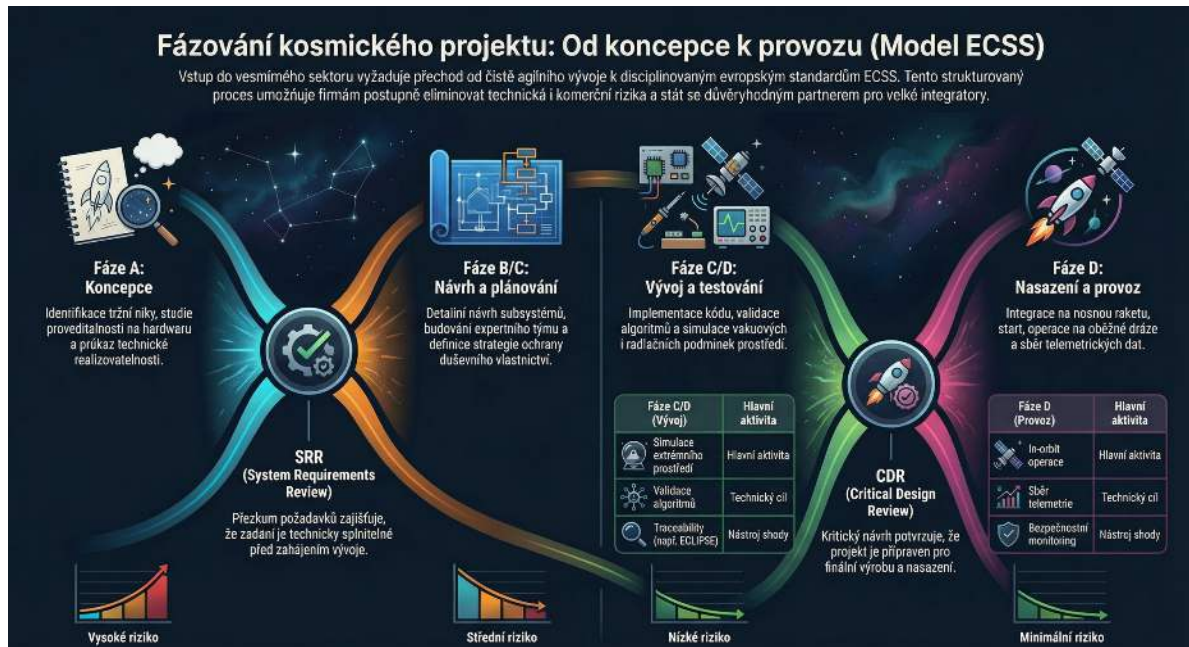 Fázování kosmického projektu: Od koncepce k provozu (Model ECSS)
Vstup do vesmírného sektoru vyžaduje přechod od čistě agilního vývoje k disciplinovaným evropským standardům ECSS. Tento strukturovaný
proces umožňuje firmám postupně eliminovat technická i komerční rizika a stát se důvěryhodným partnerem pro velké integrátory.
Fáze A:
Koncepce
Identifikace tržní niky, studie
proveditalnosti na hardwaru
a průkaz technické
realizovatelnosti.
SRR
(System Requirements
Review)
Přezkum požadavků zajišťuje,
že zadání je technicky splnitelné
před zahájením vývoje.
Fáze B/C:
Návrh a plánování
Detailní návrh subsystémů,
budování expertního týmu a
definice strategie ochrany
duševního vlastnictví.
Fáze C/D:
Vývoj a testování
Implementace kódu, validace
algoritmů a simulace vakuových
i radlačních podmínek prostředí.
Fáze C/D
(Vývoj)
Hlavní
aktivita
Simulace
extrémního
prostředí
Hlavní aktivita
Validace
algoritmů
Technický cíl
Traceability
(např. ECLIPSE)
Nástroj shody
CDR
(Critical Design
Review)
Kritický návrh potvrzuje, že
projekt je připraven pro
finální výrobu a nasazení.
Fáze D:
Nasazení a provoz
Integrace na nosnou raketu,
start, operace na oběžné dráze
a sběr telemetrických dat.
Fáze D
(Provoz)
Hlavní
aktivita
In-orbit
operace
Hlavní aktivita
Sběr
telemetrie
Technický cíl
Bezpečnostní
monitoring
Nástroj shody
Vysoké riziko
Střední riziko
Nízké riziko
Minimální riziko